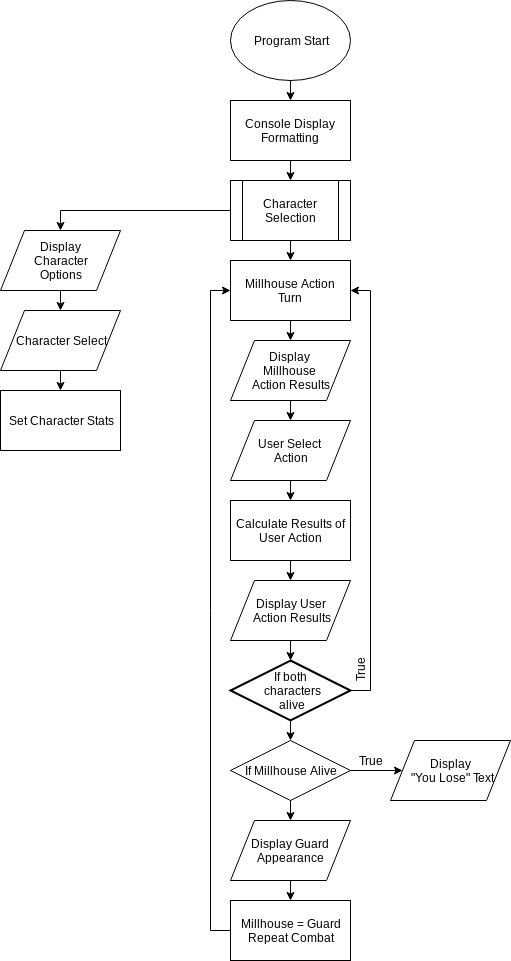 Program Start
Console Display
Formatting
Character
Selection
Display
Character
Options
Character Select
Set Character Stats
Millhouse Action
Turn
Display
Millhouse
Action Results
User Select
Action
Calculate Results of
User Action
Display User
Action Results
If both
characters
alive
True
If Millhouse Alive
True
Display
"You Lose" Text
Display Guard
Appearance
Millhouse = Guard
Repeat Combat